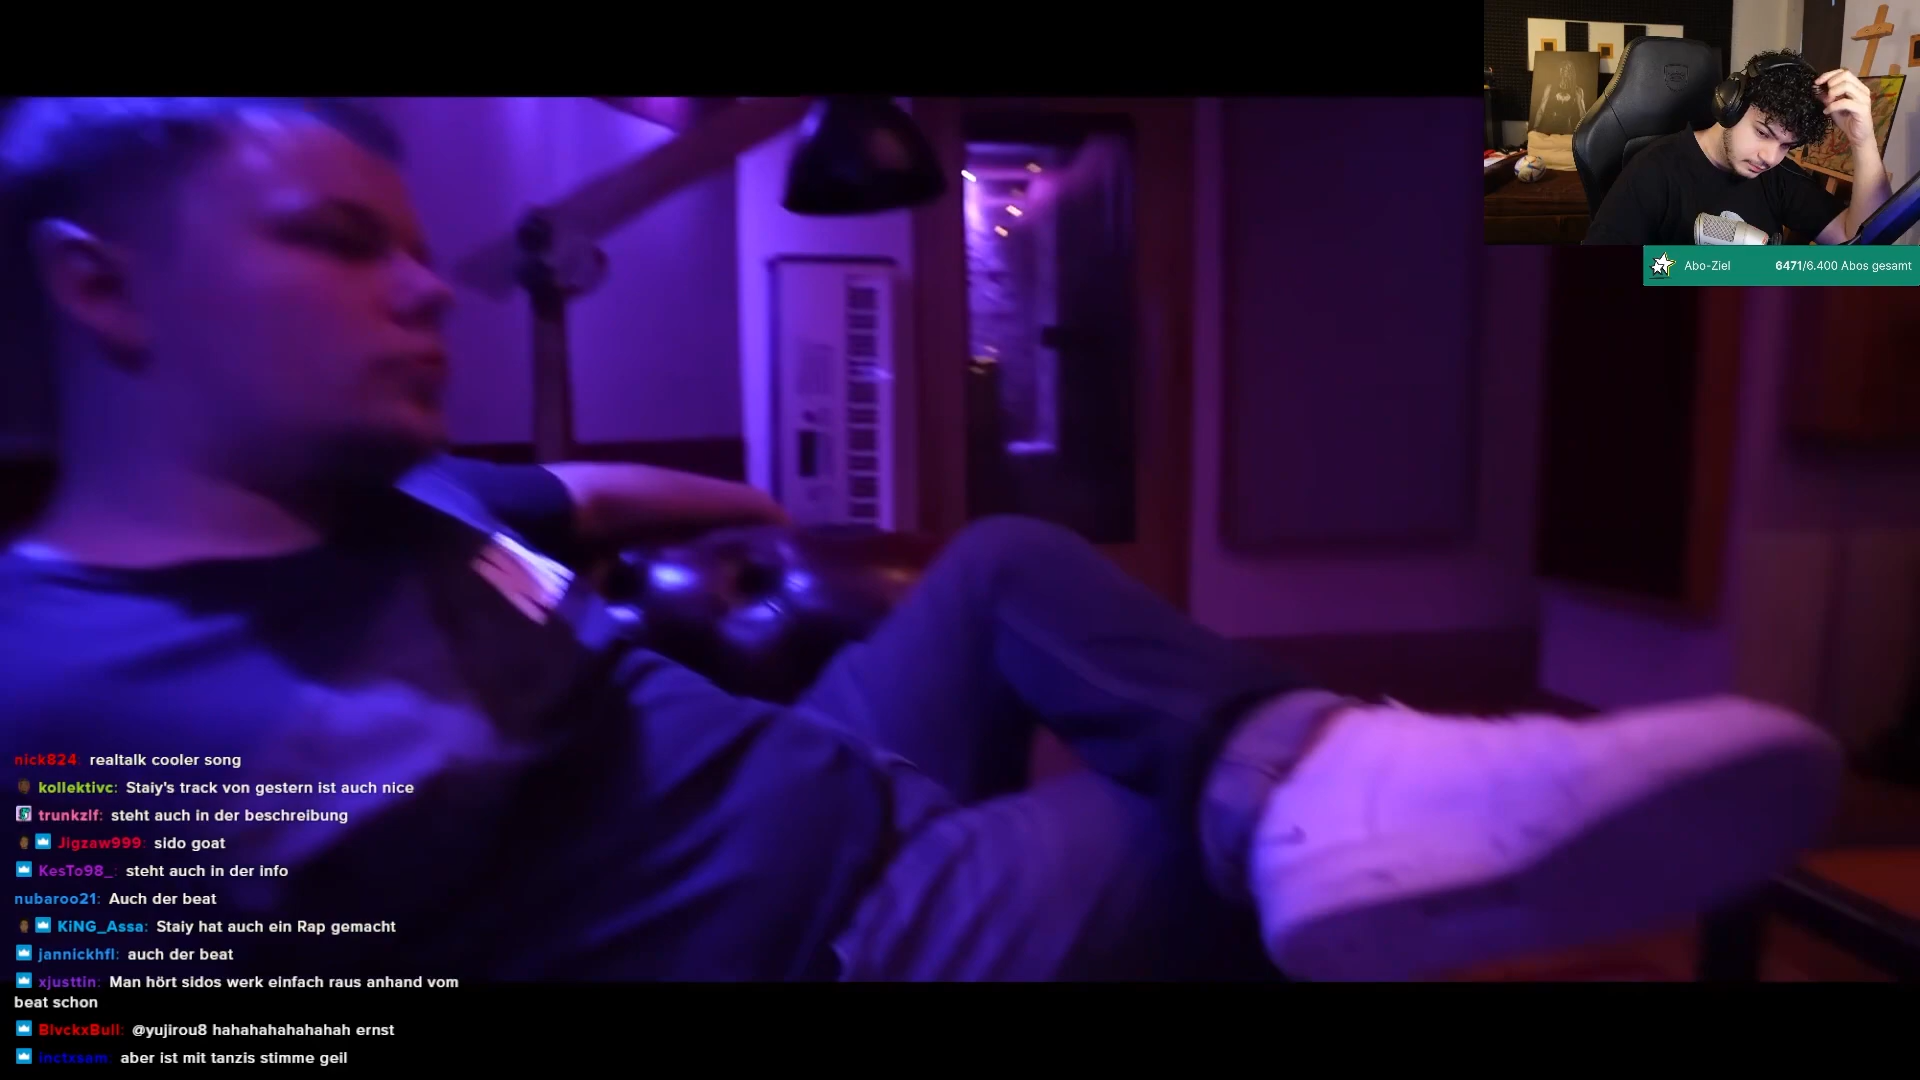 Abo-Ziel 6471/6.400 Abos gesamt
nick824: realtalk cooler song
kollektivc: Staiy's track von gestern ist auch nice
trunkzlf: steht auch in der beschreibung
Jigzaw999: sido goat
KesTo98_: steht auch in der info
nubaroo21: Auch der beat
KiNG_Assa: Staiy hat auch ein Rap gemacht
jannickhfl: auch der beat
xjusttin: Man hört sidos werk einfach raus anhand vom
beat schon
BlvckxBull: @yujirou8 hahahahahahahah ernst
inctxsam aber ist mit tanzis stimme geil